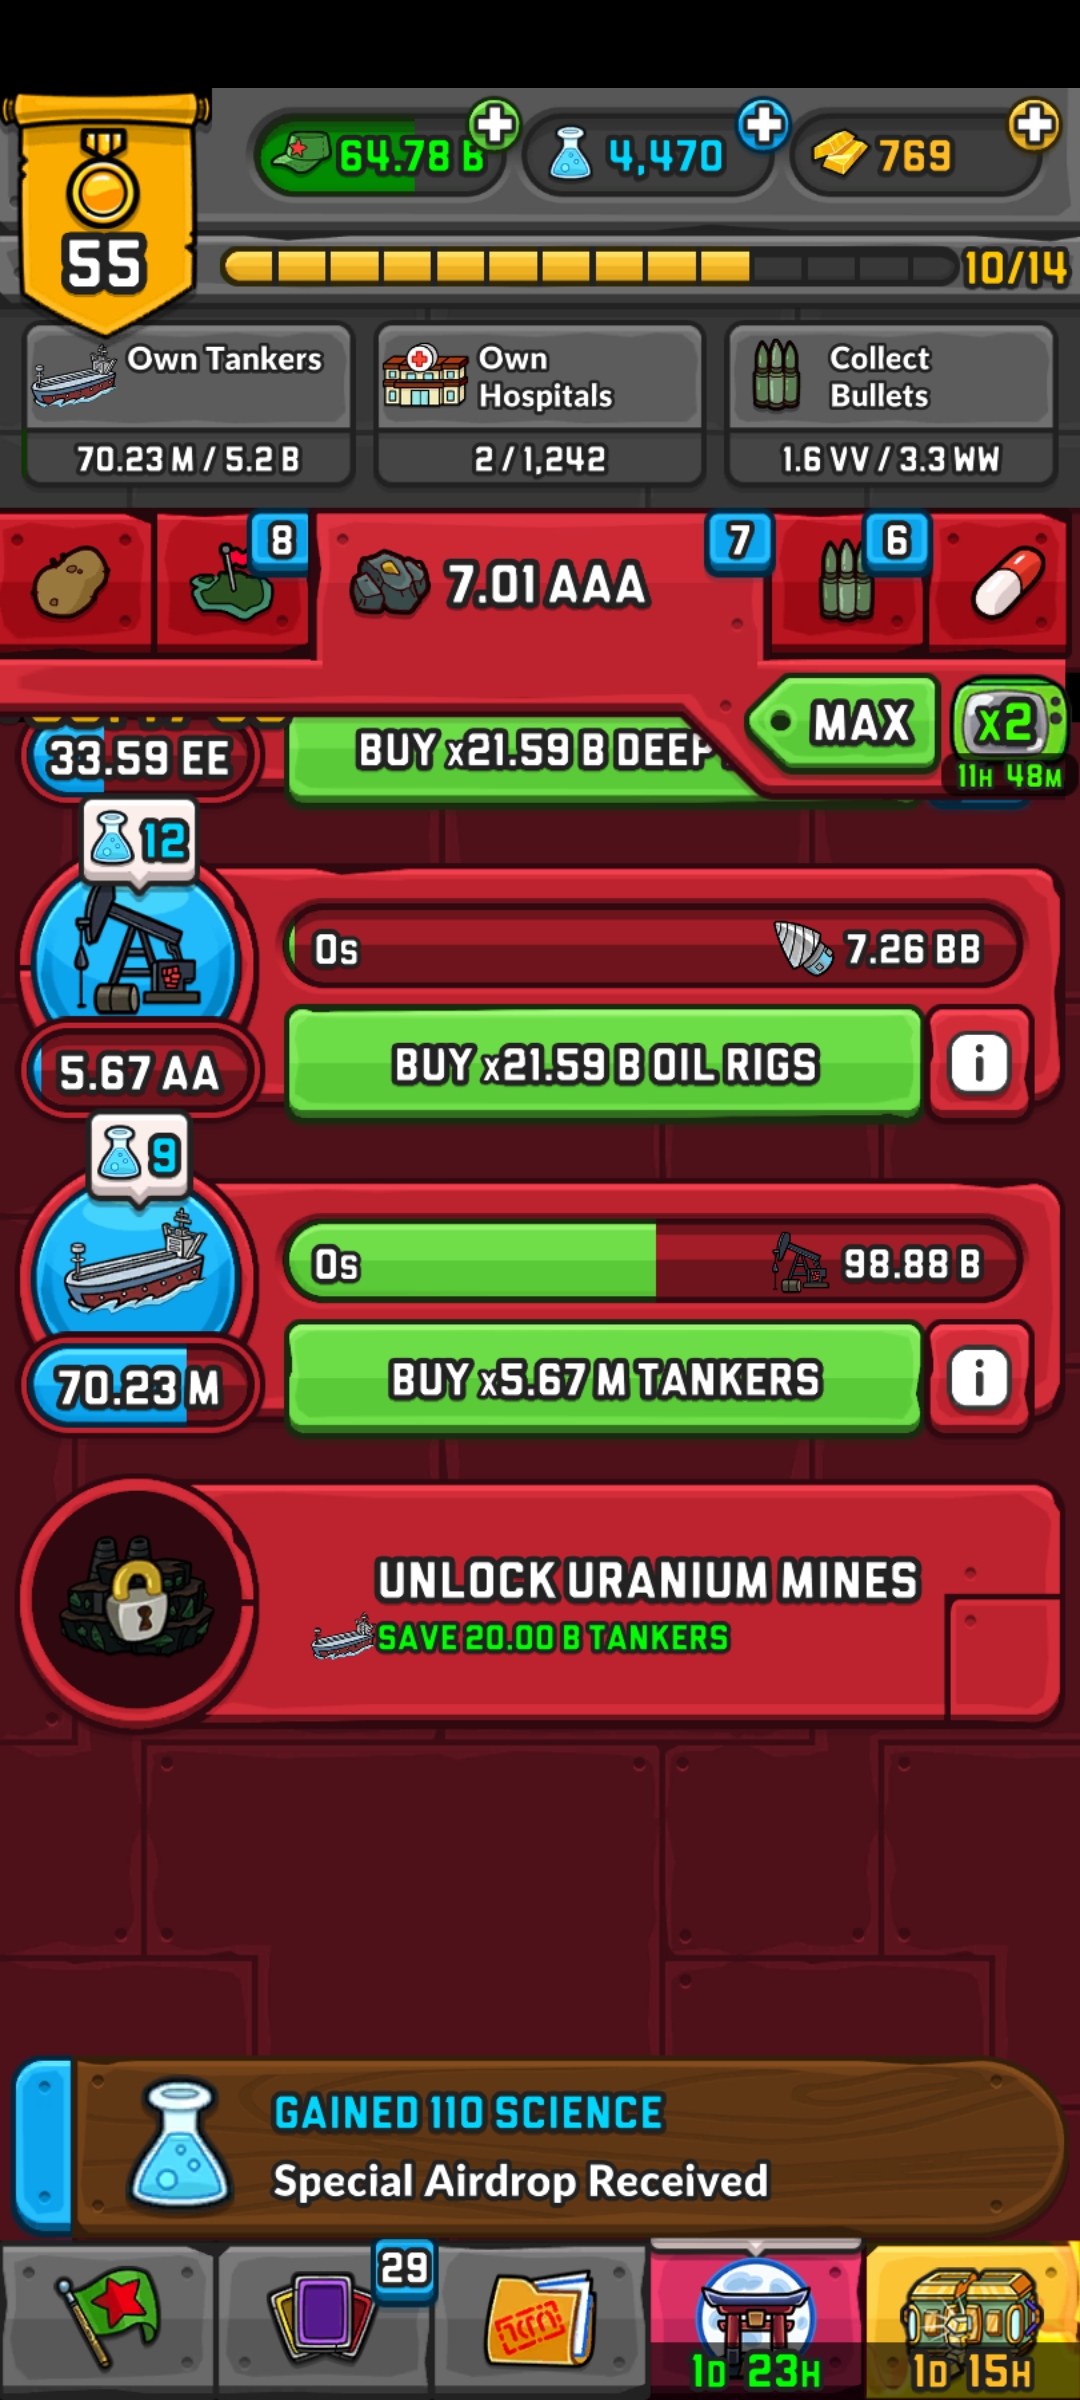 64.78 B
4,470
769
55
10/14
Own Tankers
70.23 M / 5.2 B
Own
Hospitals
2 / 1,242
Collect
Bullets
1.6 VV / 3.3 WW
8
7.01 AAA
7
6
MAX
x2
11H 48M
33.59 EE
BUY x21.59 B DEEP
12
0s
7.26 BB
5.67 AA
BUY x21.59 B OIL RIGS
i
9
0s
98.88 B
70.23 M
BUY x5.67 M TANKERS
i
UNLOCK URANIUM MINES
SAVE 20.00 B TANKERS
GAINED 110 SCIENCE
Special Airdrop Received
29
1D 23H
1D 15H